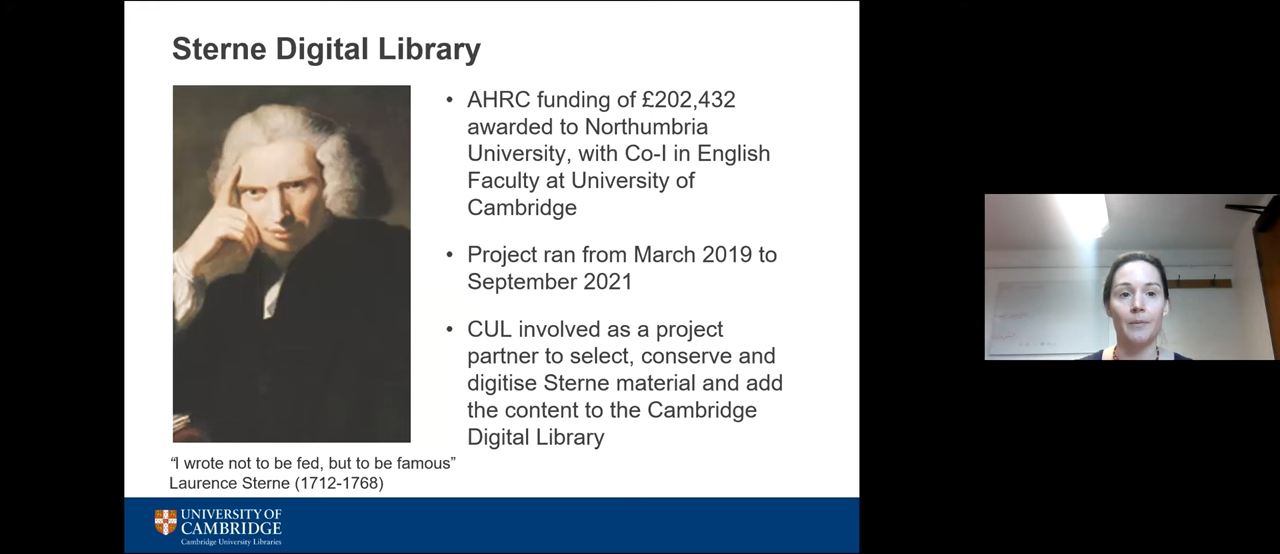 Sterne Digital Library
• AHRC funding of £202,432
awarded to Northumbria
University, with Co-I in English
Faculty at University of
Cambridge
• Project ran from March 2019 to
September 2021
• CUL involved as a project
partner to select, conserve and
digitise Sterne material and add
the content to the Cambridge
Digital Library
“I wrote not to be fed, but to be famous”
Laurence Sterne (1712-1768)
UNIVERSITY OF
CAMBRIDGE
Cambridge University Libraries